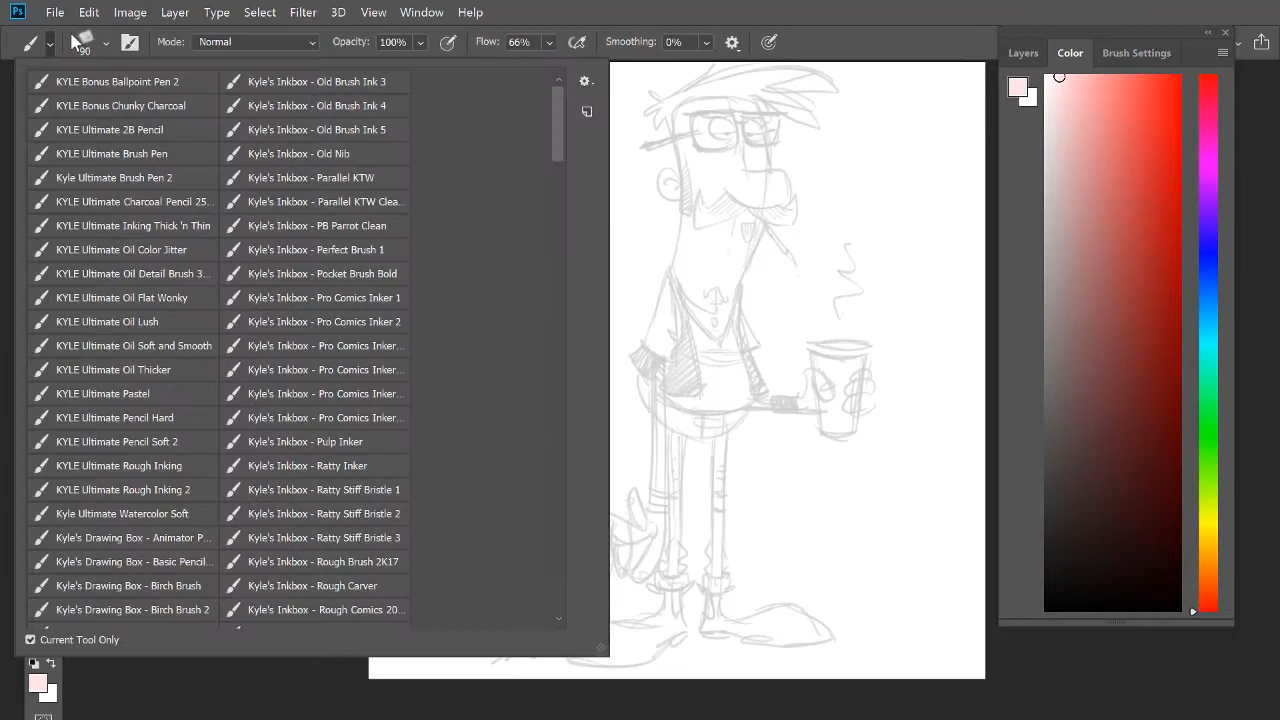 Ps File Edit Image Layer Type Select Filter 3D View Window Help
90 Mode: Normal Opacity: 100% Flow: 66% Smoothing: 0%
Layers Color Brush Settings
Ballpoint Pen 2
Chunky Charcoal
2B Pencil
KYLE Ultimate Brush Pen
Kyle Ultimate Brush Pen 2
KYLE Ultimate Charcoal Pencil 25...
KYLE Ultimate Inking Thick 'n Thin
KYLE Ultimate Oil Color Jitter
KYLE Ultimate Oil Detail Brush 3...
KYLE Ultimate Oil Filbert Wonky
KYLE Ultimate Oil Lush
KYLE Ultimate Oil Soft and Smooth
KYLE Ultimate Oil
KYLE Ultimate Pastel
KYLE Ultimate Pencil Hard
KYLE Ultimate Pencil Soft 2
KYLE Ultimate Rough Inking
KYLE Ultimate Rough Inking 2
Kyle Ultimate Watercolor Soft
Kyle's Drawing Box - Animator P...
Kyle's Drawing Box - Basic Pencil...
Kyle's Drawing Box - Birch Brush
Kyle's Drawing Box - Birch Brush 2
Kyle's Inkbox - Old Brush Ink 3
Kyle's Inkbox - Old Brush Ink 4
Kyle's Inkbox - Old Brush Ink 5
Kyle's Inkbox - Old Nib
Kyle's Inkbox - Parallel KTW
Kyle's Inkbox - Parallel KTW Clea...
Kyle's Inkbox - PB Parrot Clean
Kyle's Inkbox - Perfect Brush 1
Kyle's Inkbox - Pocket Brush Bold
Kyle's Inkbox - Pro Comics Inker 1
Kyle's Inkbox - Pro Comics Inker 2
Kyle's Inkbox - Pro Comics Inker...
Kyle's Inkbox - Pro Comics Inker...
Kyle's Inkbox - Pro Comics Inker...
Kyle's Inkbox - Pro Comics Inker...
Kyle's Inkbox - Pulp Inker
Kyle's Inkbox - Ratty Inker
Kyle's Inkbox - Ratty Stiff Bristle 1
Kyle's Inkbox - Ratty Stiff Bristle 2
Kyle's Inkbox - Ratty Stiff Bristle 3
Kyle's Inkbox - Rough Brush 2K17
Kyle's Inkbox - Rough Carver
Kyle's Inkbox - Rough Comics 20...
Current Tool Only